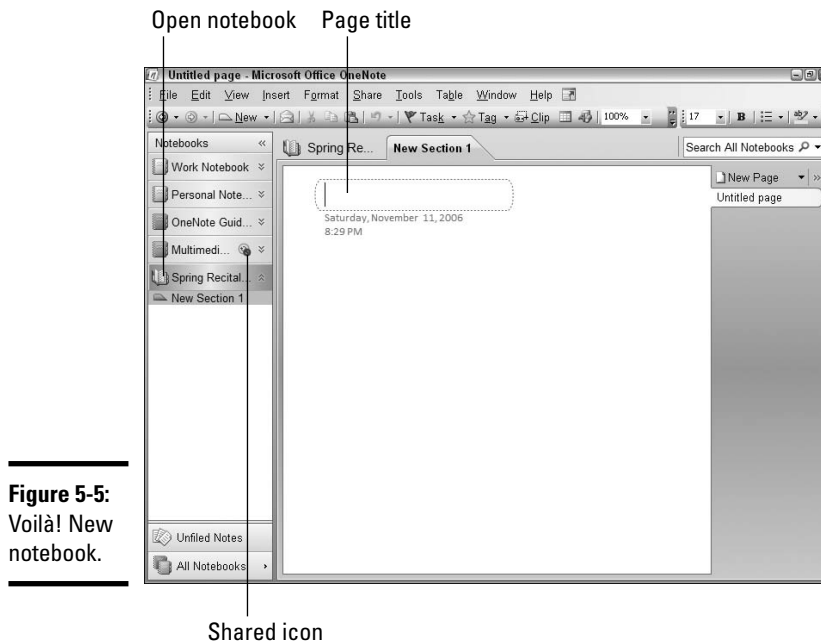 Open notebook Page title
Untitled page - Microsoft Office OneNote
File Edit View Insert Format Share Tools Table Window Help
New Task Tag Clip 100% 17 B
Notebooks Spring Re... New Section 1 Search All Notebooks
Work Notebook
Personal Note...
OneNote Guid...
Multimedi...
Spring Recital...
New Section 1
Saturday, November 11, 2006
8:29 PM
New Page
Untitled page
Unfiled Notes
All Notebooks
Figure 5-5:
Voilà! New
notebook.
Shared icon